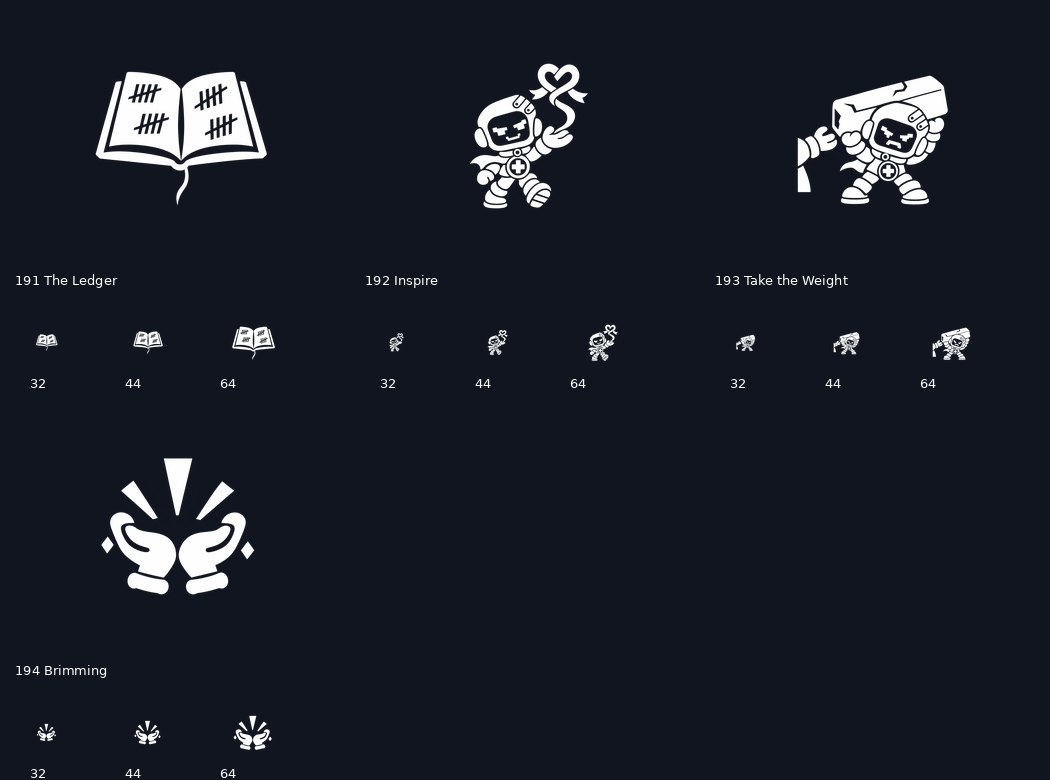 191 The Ledger
192 Inspire
193 Take the Weight
32 44 64
32 44 64
32 44 64
194 Brimming
32 44 64